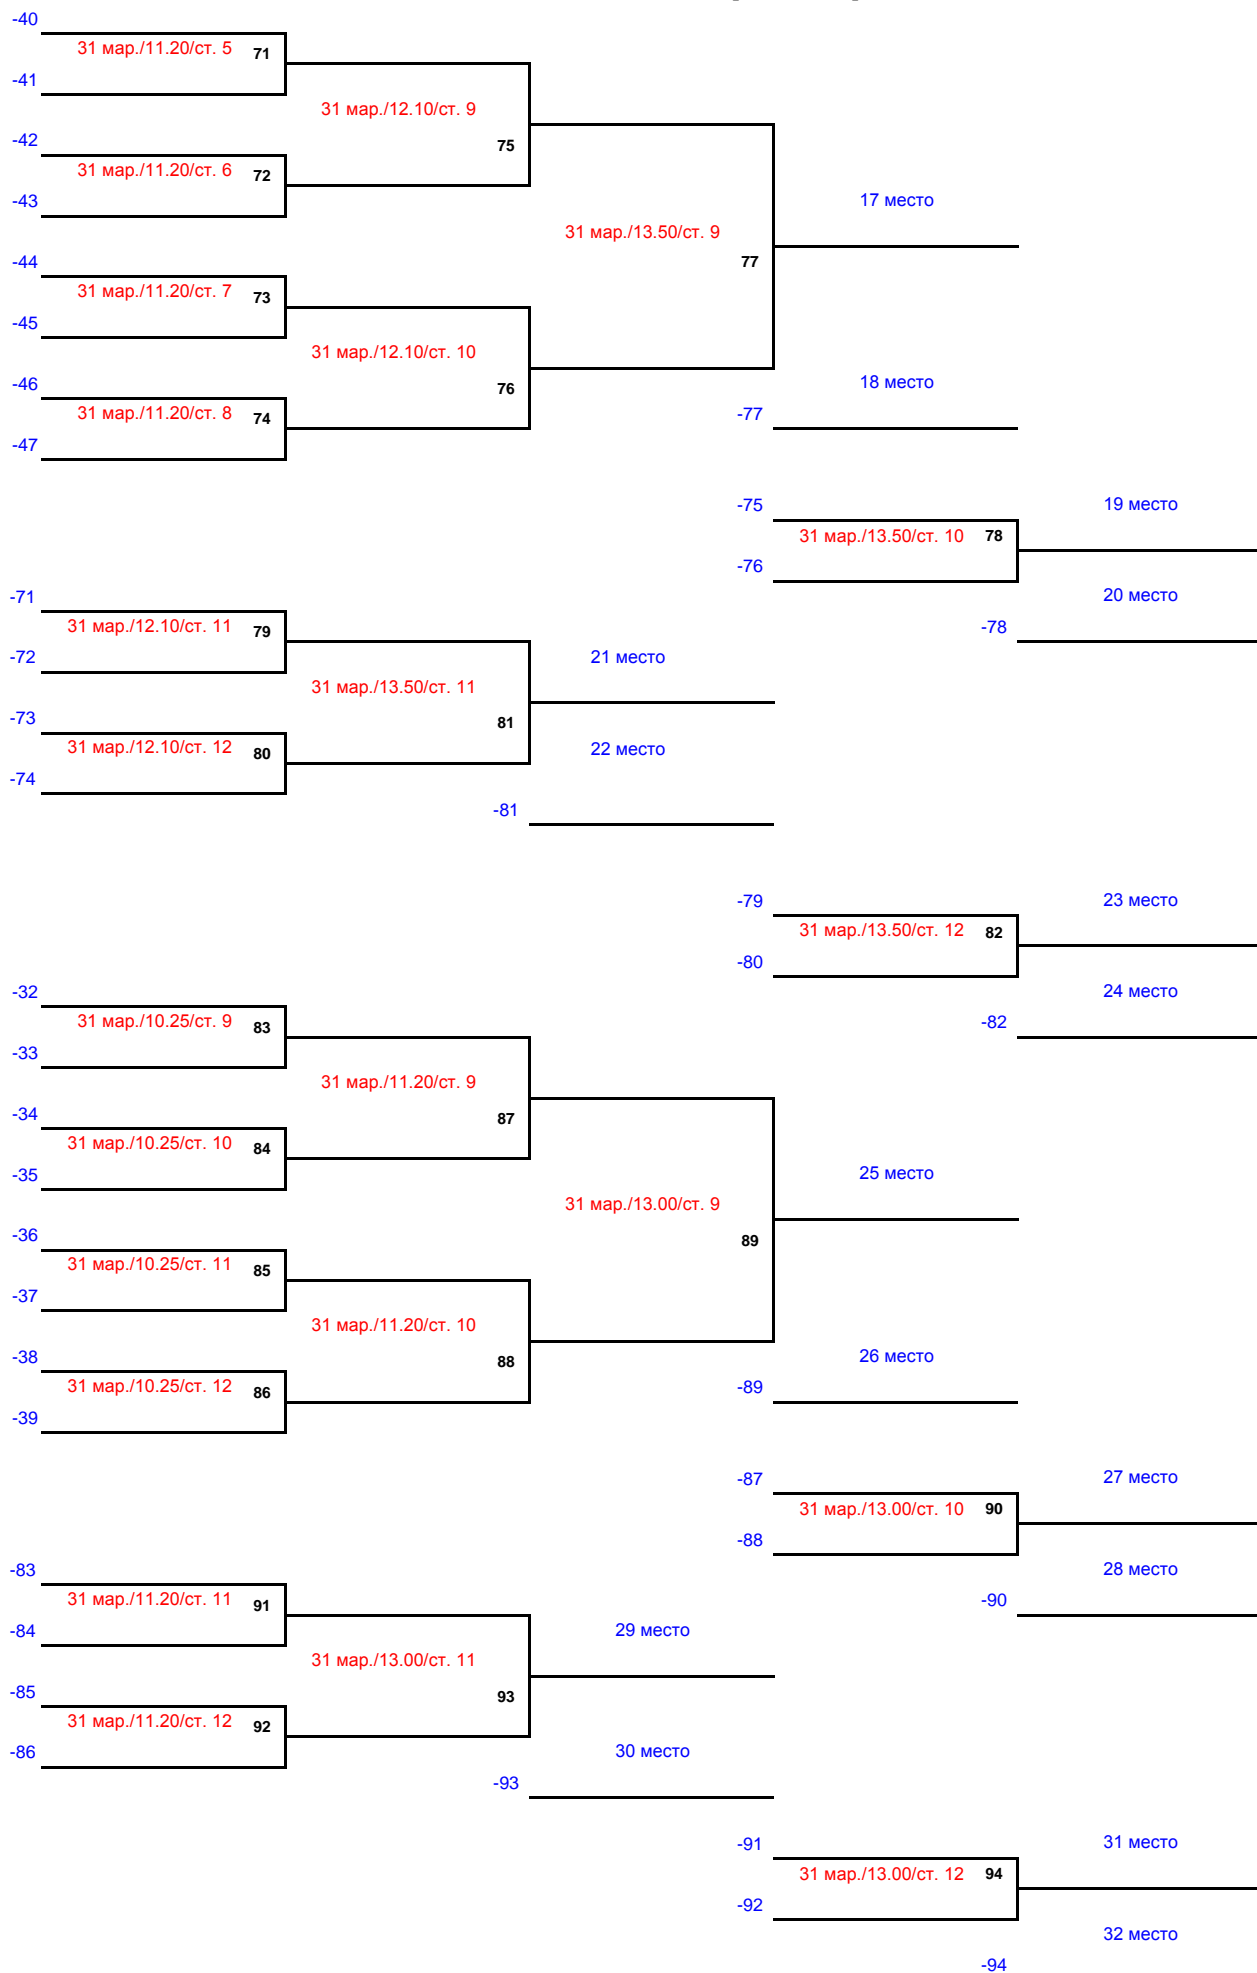 -40
31 мар./11.20/ст. 5 71
-41
31 мар./12.10/ст. 9
75
-42
31 мар./11.20/ст. 6 72
-43
17 место
31 мар./13.50/ст. 9
77
-44
31 мар./11.20/ст. 7 73
-45
31 мар./12.10/ст. 10
76
-46
31 мар./11.20/ст. 8 74
-47
18 место
-77
-75
31 мар./13.50/ст. 10 78
-76
19 место
20 место
-78
-71
31 мар./12.10/ст. 11 79
-72
21 место
31 мар./13.50/ст. 11
81
-73
31 мар./12.10/ст. 12 80
-74
22 место
-81
-79
31 мар./13.50/ст. 12 82
-80
23 место
24 место
-82
-32
31 мар./10.25/ст. 9 83
-33
31 мар./11.20/ст. 9
87
-34
31 мар./10.25/ст. 10 84
-35
25 место
31 мар./13.00/ст. 9
89
-36
31 мар./10.25/ст. 11 85
-37
31 мар./11.20/ст. 10
88
-38
31 мар./10.25/ст. 12 86
-39
26 место
-89
-87
31 мар./13.00/ст. 10 90
-88
27 место
28 место
-90
-83
31 мар./11.20/ст. 11 91
-84
29 место
31 мар./13.00/ст. 11
93
-85
31 мар./11.20/ст. 12 92
-86
30 место
-93
-91
31 мар./13.00/ст. 12 94
-92
31 место
32 место
-94